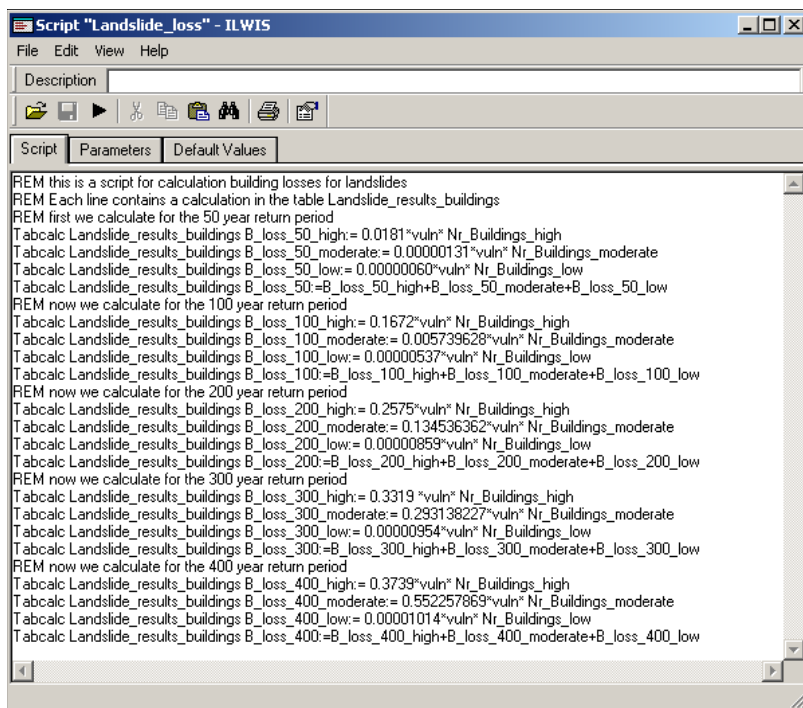 Script "Landslide_loss" - ILWIS
File Edit View Help
Description
Script Parameters Default Values
REM this is a script for calculation building losses for landslides
REM Each line contains a calculation in the table Landslide_results_buildings
REM first we calculate for the 50 year return period
Tabcalc Landslide_results_buildings B_loss_50_high:= 0.0181*vuln* Nr_Buildings_high
Tabcalc Landslide_results_buildings B_loss_50_moderate:= 0.00000131*vuln* Nr_Buildings_moderate
Tabcalc Landslide_results_buildings B_loss_50_low:= 0.00000060*vuln* Nr_Buildings_low
Tabcalc Landslide_results_buildings B_loss_50:=B_loss_50_high+B_loss_50_moderate+B_loss_50_low
REM now we calculate for the 100 year return period
Tabcalc Landslide_results_buildings B_loss_100_high:= 0.1672*vuln* Nr_Buildings_high
Tabcalc Landslide_results_buildings B_loss_100_moderate:= 0.005739628*vuln* Nr_Buildings_moderate
Tabcalc Landslide_results_buildings B_loss_100_low:= 0.00000537*vuln* Nr_Buildings_low
Tabcalc Landslide_results_buildings B_loss_100:=B_loss_100_high+B_loss_100_moderate+B_loss_100_low
REM now we calculate for the 200 year return period
Tabcalc Landslide_results_buildings B_loss_200_high:= 0.2575*vuln* Nr_Buildings_high
Tabcalc Landslide_results_buildings B_loss_200_moderate:= 0.134536362*vuln* Nr_Buildings_moderate
Tabcalc Landslide_results_buildings B_loss_200_low:= 0.00000859*vuln* Nr_Buildings_low
Tabcalc Landslide_results_buildings B_loss_200:=B_loss_200_high+B_loss_200_moderate+B_loss_200_low
REM now we calculate for the 300 year return period
Tabcalc Landslide_results_buildings B_loss_300_high:= 0.3319 *vuln* Nr_Buildings_high
Tabcalc Landslide_results_buildings B_loss_300_moderate:= 0.293138227*vuln* Nr_Buildings_moderate
Tabcalc Landslide_results_buildings B_loss_300_low:= 0.00000954*vuln* Nr_Buildings_low
Tabcalc Landslide_results_buildings B_loss_300:=B_loss_300_high+B_loss_300_moderate+B_loss_300_low
REM now we calculate for the 400 year return period
Tabcalc Landslide_results_buildings B_loss_400_high:= 0.3739*vuln* Nr_Buildings_high
Tabcalc Landslide_results_buildings B_loss_400_moderate:= 0.552257869*vuln* Nr_Buildings_moderate
Tabcalc Landslide_results_buildings B_loss_400_low:= 0.00001014*vuln* Nr_Buildings_low
Tabcalc Landslide_results_buildings B_loss_400:=B_loss_400_high+B_loss_400_moderate+B_loss_400_low